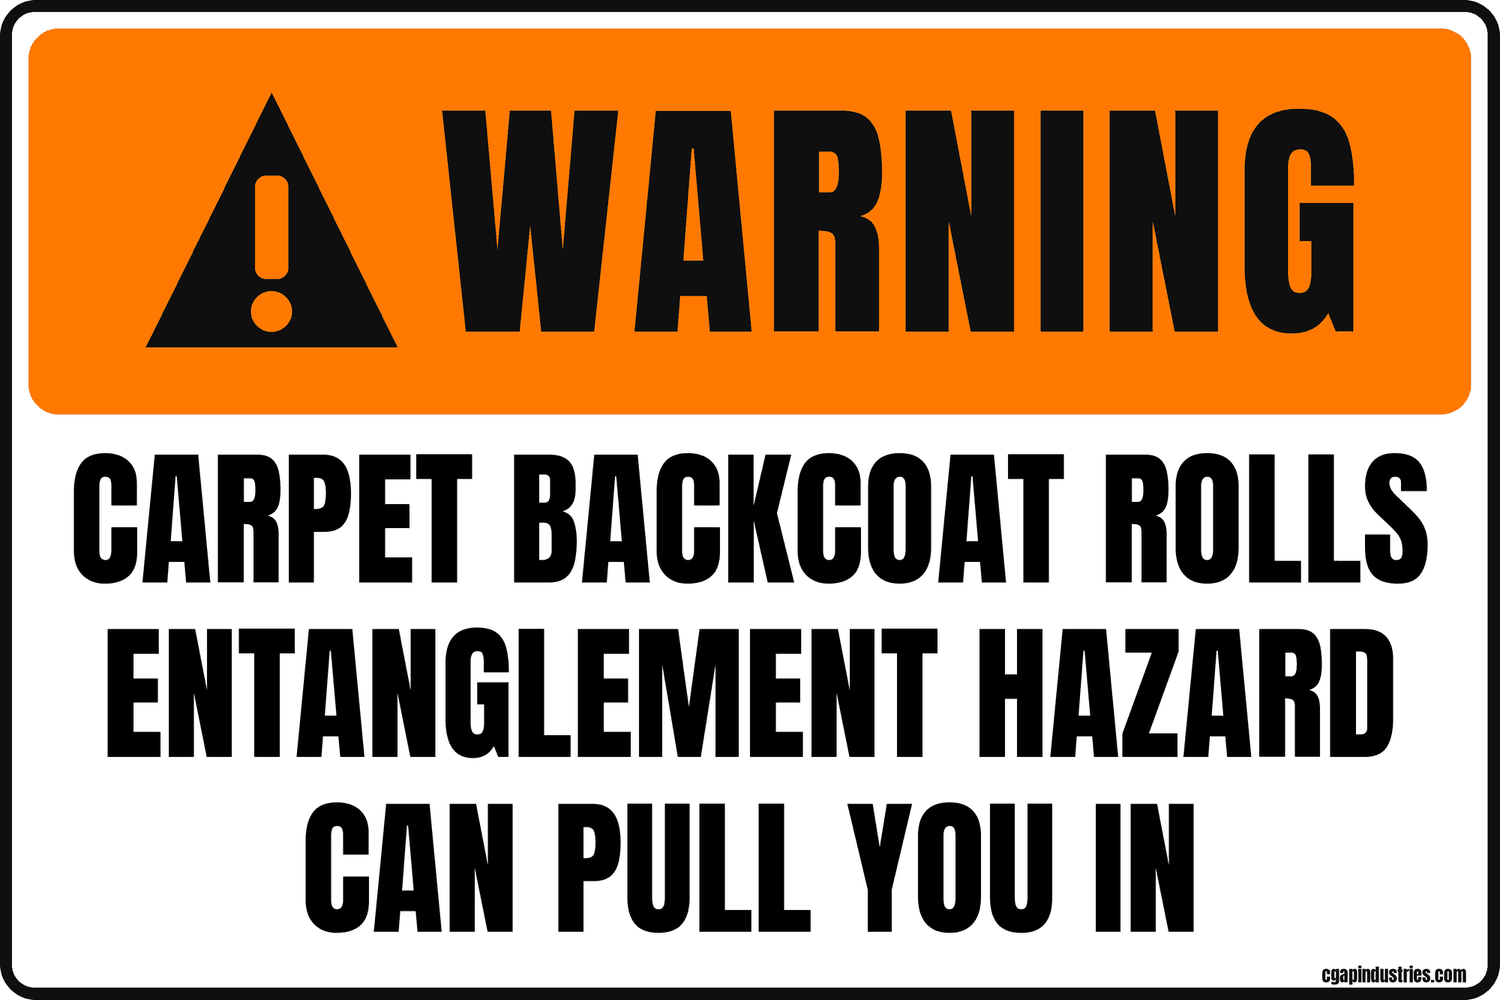 WARNING
CARPET BACKCOAT ROLLS
ENTANGLEMENT HAZARD
CAN PULL YOU IN
cgapindustries.com